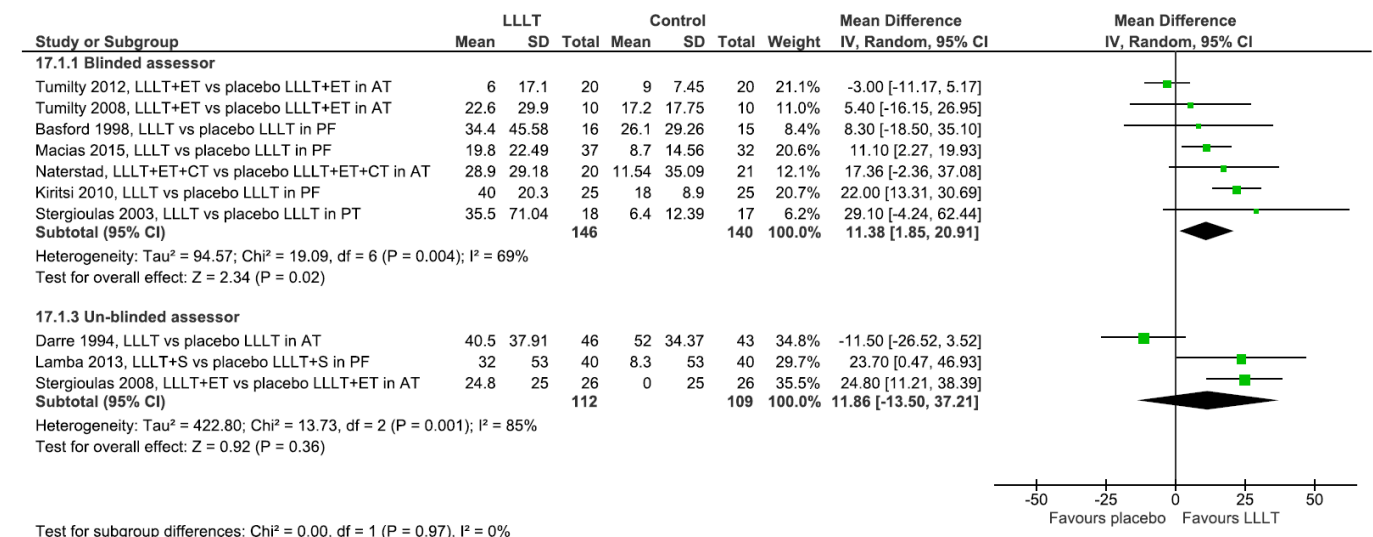 LLLT Control Mean Difference Mean Difference
Study or Subgroup Mean SD Total Mean SD Total Weight IV, Random, 95% CI IV, Random, 95% CI
17.1.1 Blinded assessor
Tumilty 2012, LLLT+ET vs placebo LLLT+ET in AT 6 17.1 20 9 7.45 20 21.1% -3.00 [-11.17, 5.17]
Tumilty 2008, LLLT+ET vs placebo LLLT+ET in AT 22.6 29.9 10 17.2 17.75 10 11.0% 5.40 [-16.15, 26.95]
Basford 1998, LLLT vs placebo LLLT in PF 34.4 45.58 16 26.1 29.26 15 8.4% 8.30 [-18.50, 35.10]
Macias 2015, LLLT vs placebo LLLT in PF 19.8 22.49 37 8.7 14.56 32 20.6% 11.10 [2.27, 19.93]
Naterstad, LLLT+ET+CT vs placebo LLLT+ET+CT in AT 28.9 29.18 20 11.54 35.09 21 12.1% 17.36 [-2.36, 37.08]
Kiritsi 2010, LLLT vs placebo LLLT in PF 40 20.3 25 18 8.9 25 20.7% 22.00 [13.31, 30.69]
Stergioulas 2003, LLLT vs placebo LLLT in PT 35.5 71.04 18 6.4 12.39 17 6.2% 29.10 [-4.24, 62.44]
Subtotal (95% CI) 146 140 100.0% 11.38 [1.85, 20.91]
Heterogeneity: Tau² = 94.57; Chi² = 19.09, df = 6 (P = 0.004); I² = 69%
Test for overall effect: Z = 2.34 (P = 0.02)
17.1.3 Un-blinded assessor
Darre 1994, LLLT vs placebo LLLT in AT 40.5 37.91 46 52 34.37 43 34.8% -11.50 [-26.52, 3.52]
Lamba 2013, LLLT+S vs placebo LLLT+S in PF 32 53 40 8.3 53 40 29.7% 23.70 [0.47, 46.93]
Stergioulas 2008, LLLT+ET vs placebo LLLT+ET in AT 24.8 25 26 0 25 26 35.5% 24.80 [11.21, 38.39]
Subtotal (95% CI) 112 109 100.0% 11.86 [-13.50, 37.21]
Heterogeneity: Tau² = 422.80; Chi² = 13.73, df = 2 (P = 0.001); I² = 85%
Test for overall effect: Z = 0.92 (P = 0.36)
-50 -25 0 25 50
Favours placebo Favours LLLT
Test for subgroup differences: Chi² = 0.00, df = 1 (P = 0.97), I² = 0%